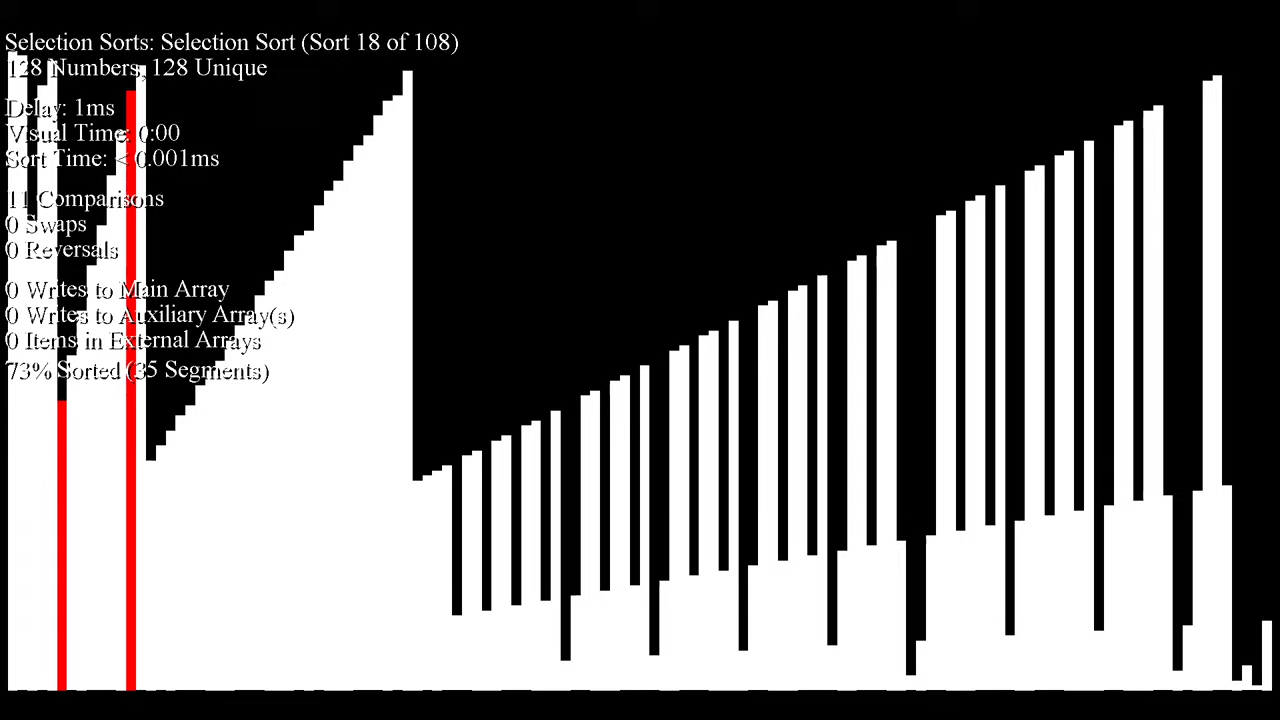 Selection Sorts: Selection Sort (Sort 18 of 108)
128 Numbers, 128 Unique
Delay: 1ms
Visual Time: 0:00
Sort Time: < 0.001ms
11 Comparisons
0 Swaps
0 Reversals
0 Writes to Main Array
0 Writes to Auxiliary Array(s)
0 Items in External Arrays
73% Sorted (35 Segments)